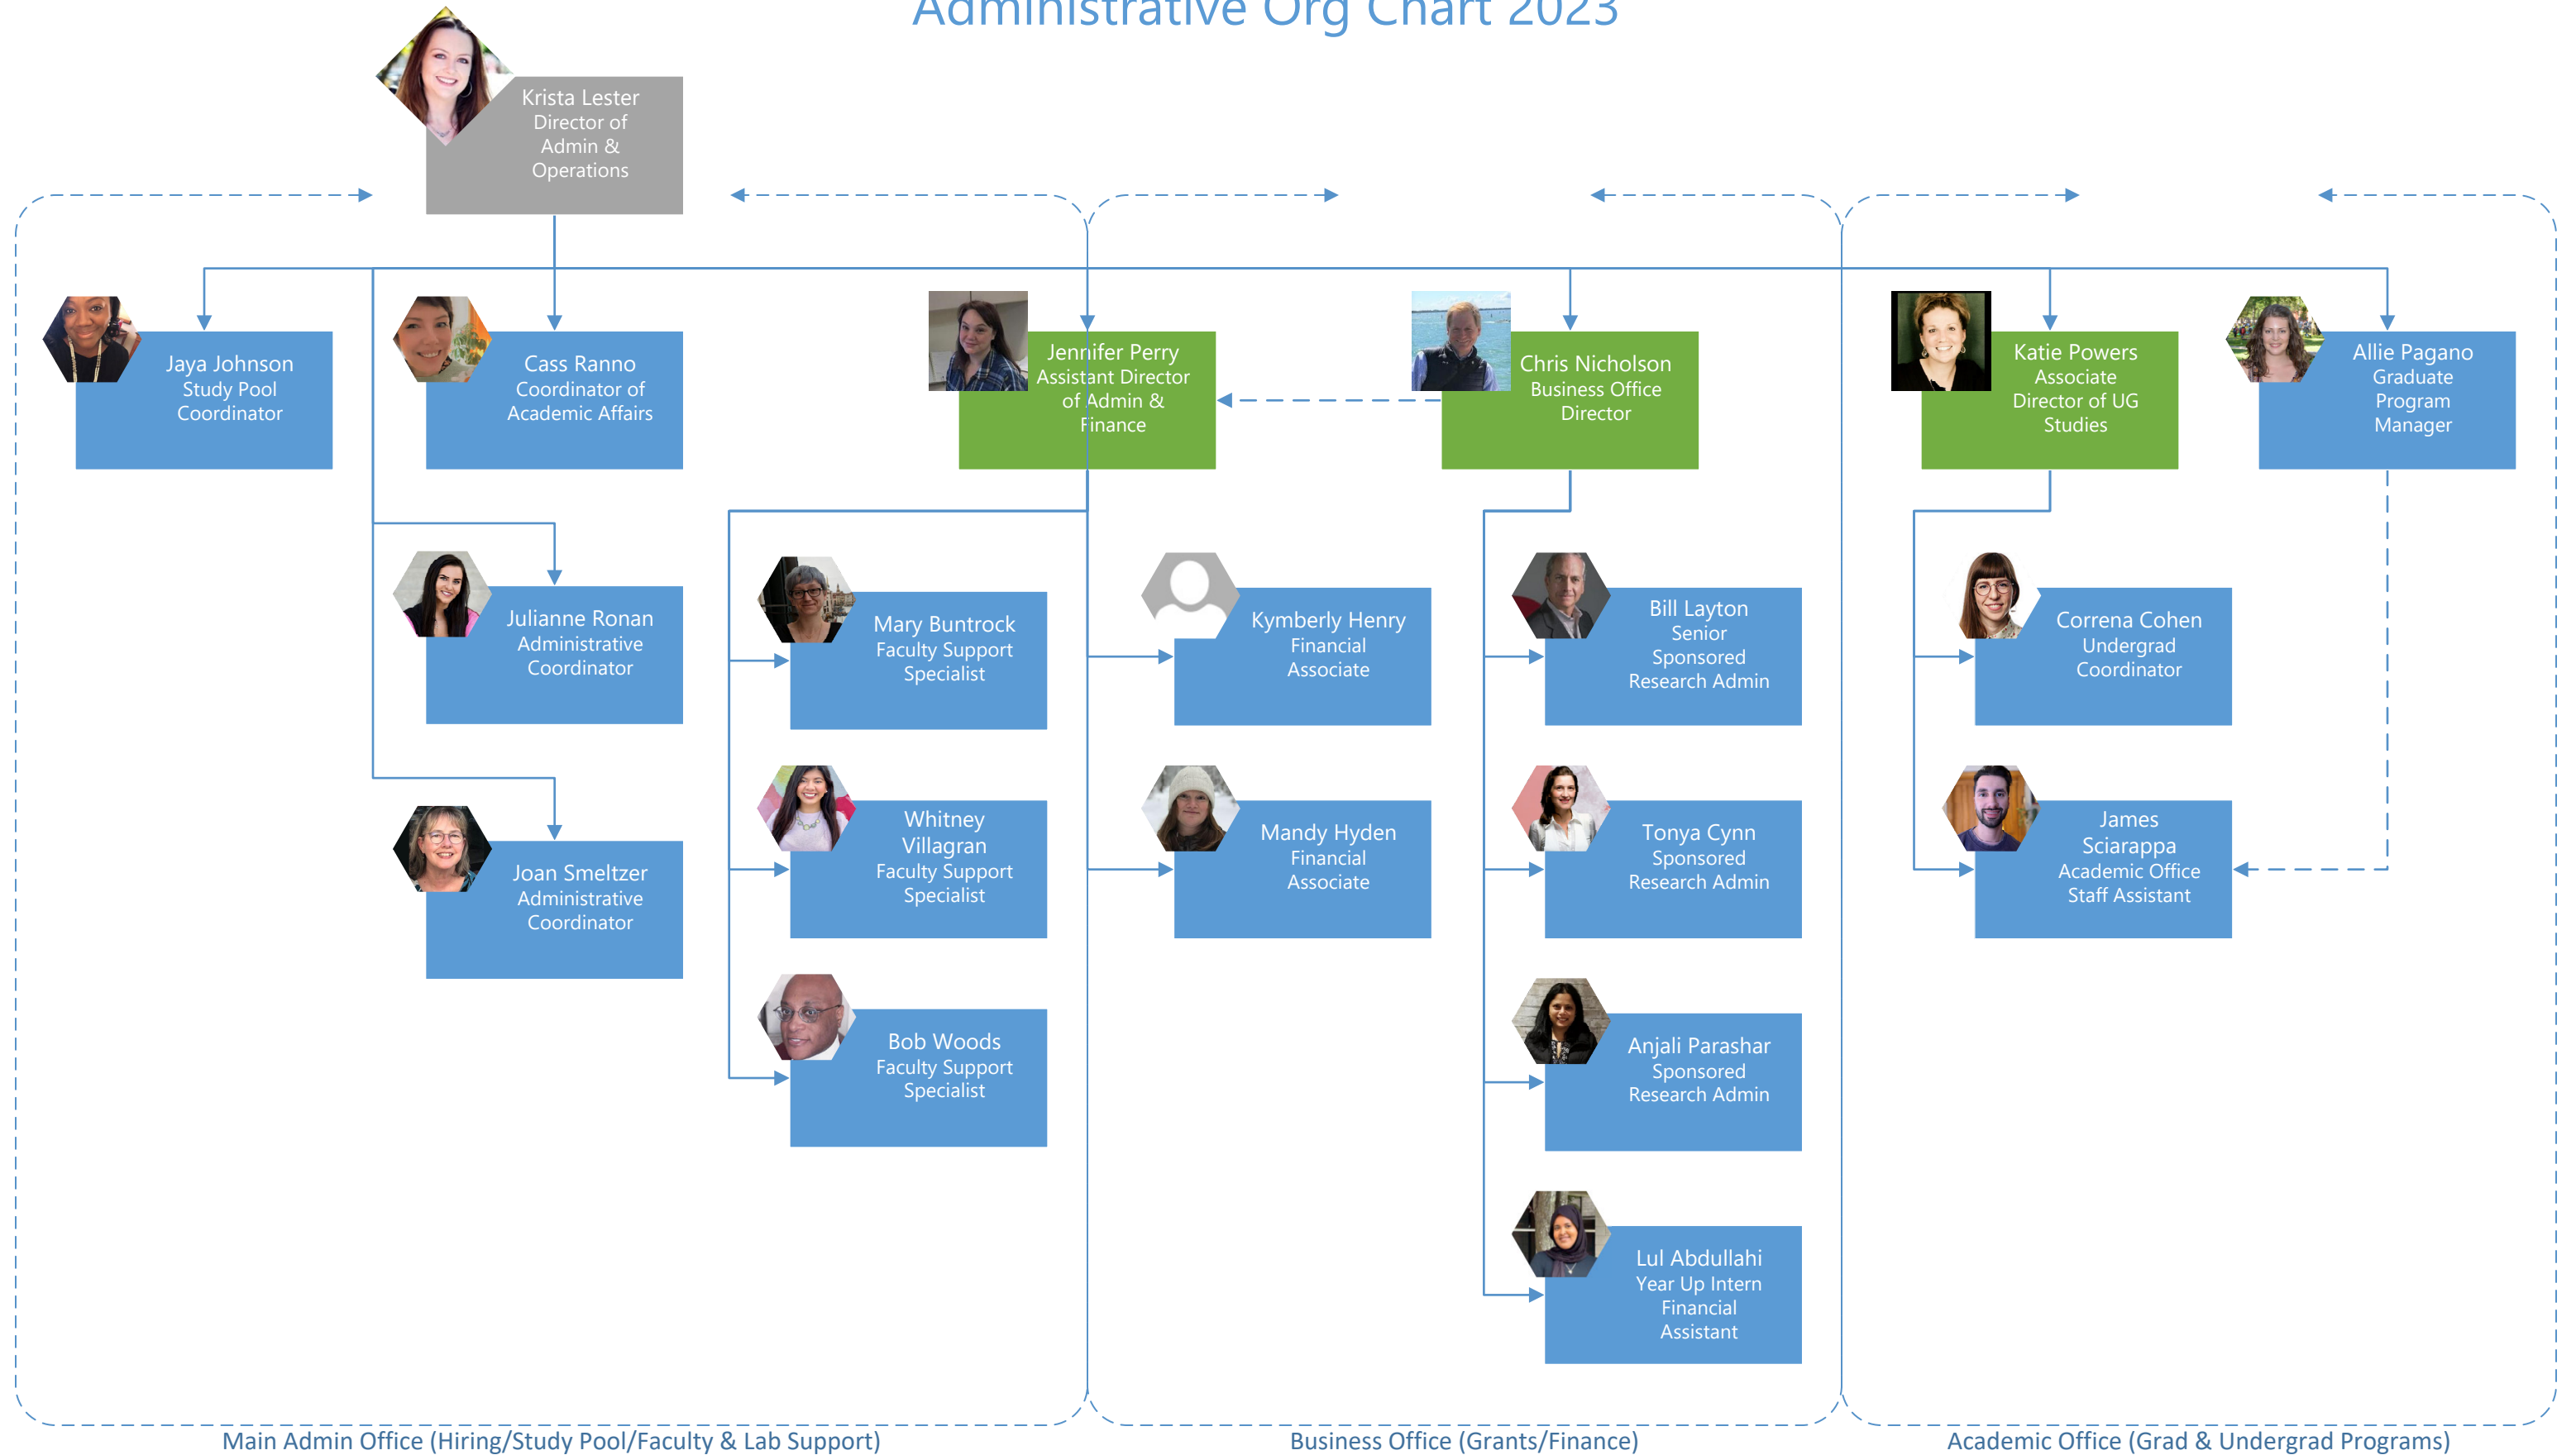 Administrative Org Chart 2023
Krista Lester
Director of
Admin &
Operations
Jaya Johnson
Study Pool
Coordinator
Cass Ranno
Coordinator of
Academic Affairs
Jennifer Perry
Assistant Director
of Admin &
Finance
Chris Nicholson
Business Office
Director
Katie Powers
Associate
Director of UG
Studies
Allie Pagano
Graduate
Program
Manager
Julianne Ronan
Administrative
Coordinator
Mary Buntrock
Faculty Support
Specialist
Kymberly Henry
Financial
Associate
Bill Layton
Senior
Sponsored
Research Admin
Correna Cohen
Undergrad
Coordinator
Joan Smeltzer
Administrative
Coordinator
Whitney
Villagran
Faculty Support
Specialist
Mandy Hyden
Financial
Associate
Tonya Cynn
Sponsored
Research Admin
James
Sciarappa
Academic Office
Staff Assistant
Bob Woods
Faculty Support
Specialist
Anjali Parashar
Sponsored
Research Admin
Lul Abdullahi
Year Up Intern
Financial
Assistant
Main Admin Office (Hiring/Study Pool/Faculty & Lab Support)
Business Office (Grants/Finance)
Academic Office (Grad & Undergrad Programs)